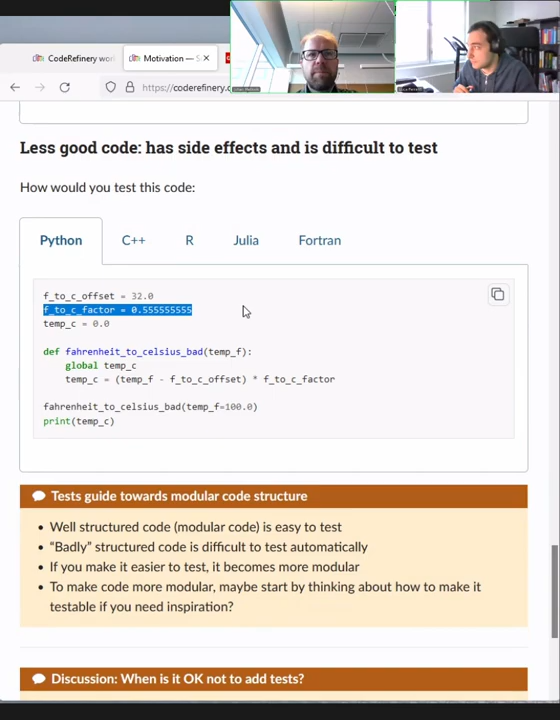 CodeRefinery wor
Motivation — S
https://coderefinery.
Less good code: has side effects and is difficult to test
How would you test this code:
Python
C++
R
Julia
Fortran
f_to_c_offset = 32.0
f_to_c_factor = 0.555555555
temp_c = 0.0
def fahrenheit_to_celsius_bad(temp_f):
global temp_c
temp_c = (temp_f - f_to_c_offset) * f_to_c_factor
fahrenheit_to_celsius_bad(temp_f=100.0)
print(temp_c)
Tests guide towards modular code structure
Well structured code (modular code) is easy to test
“Badly” structured code is difficult to test automatically
If you make it easier to test, it becomes more modular
To make code more modular, maybe start by thinking about how to make it
testable if you need inspiration?
Discussion: When is it OK not to add tests?